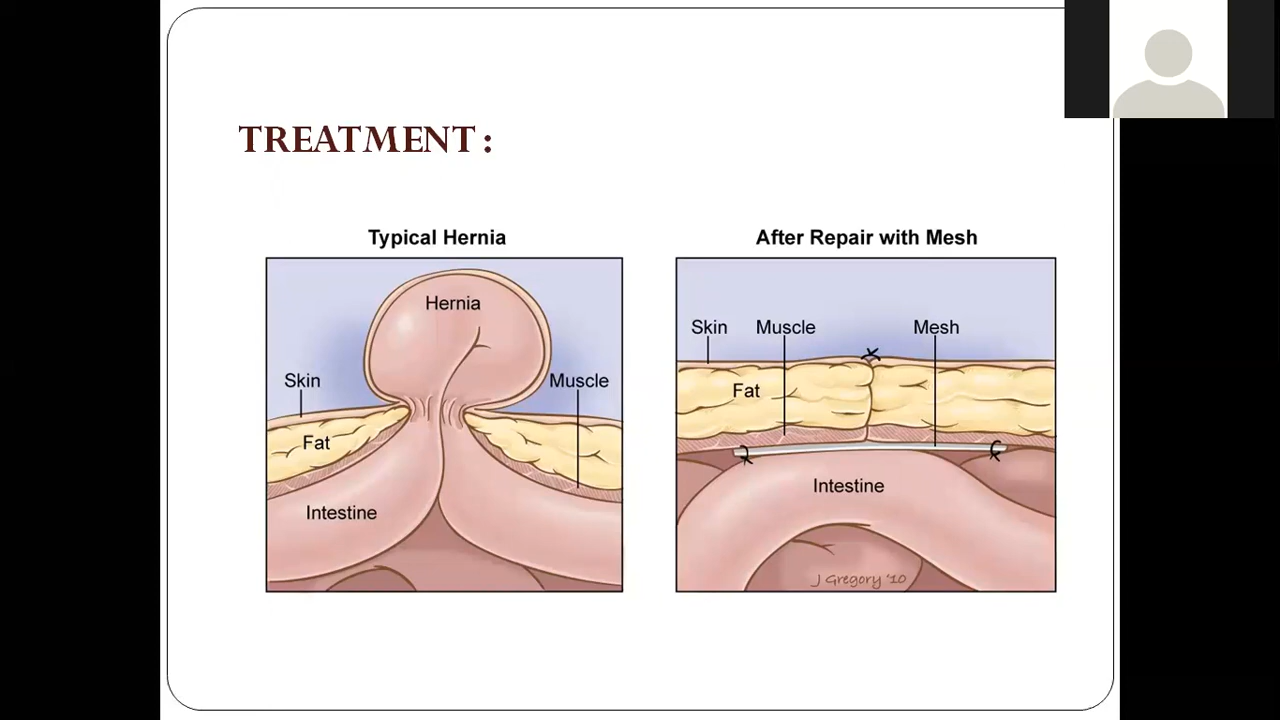 TREATMENT :
Typical Hernia
Hernia
Skin
Muscle
Fat
Intestine
After Repair with Mesh
Skin
Muscle
Mesh
Fat
Intestine
J Gregory '10